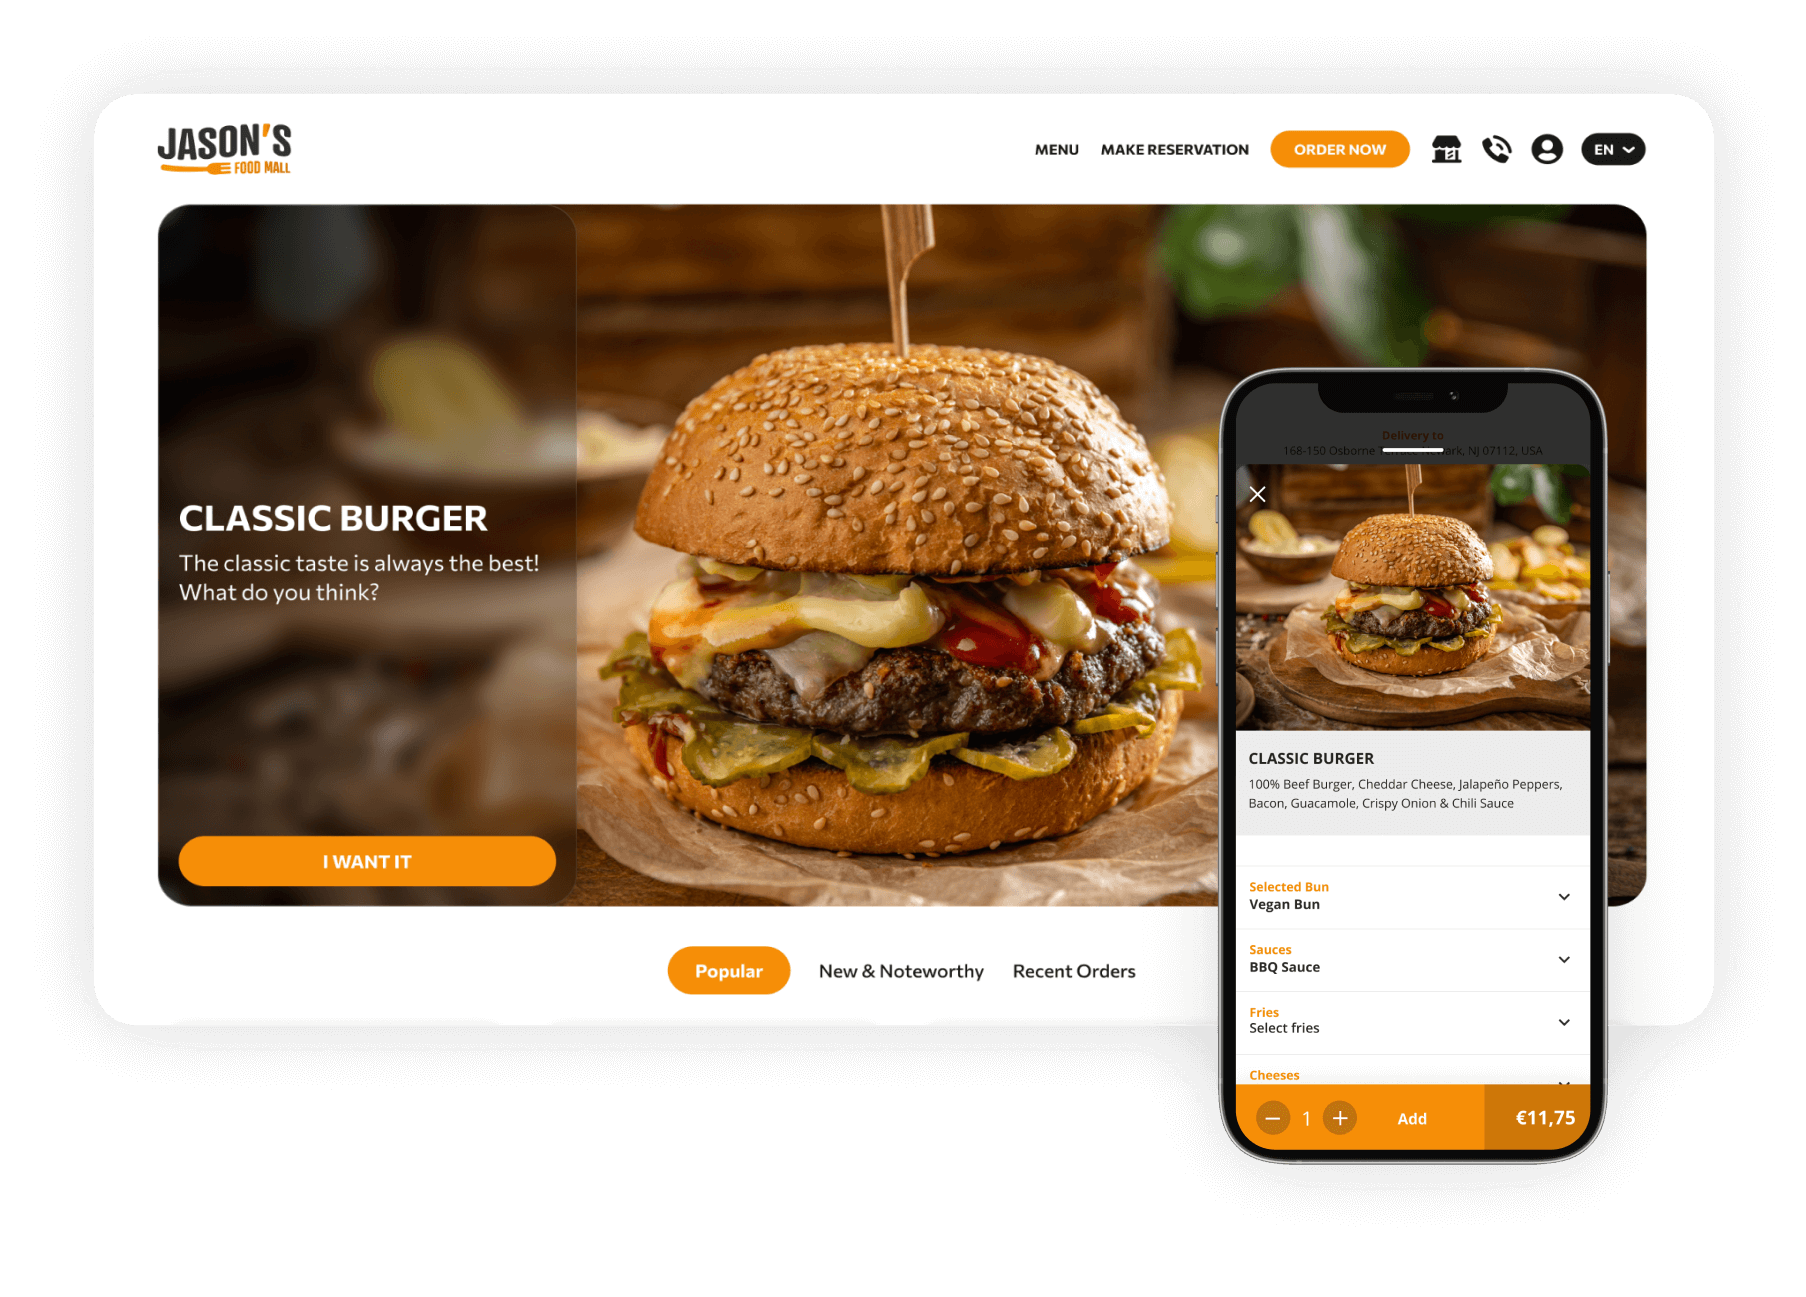 JASON'S
FOOD MALL
MENU MAKE RESERVATION ORDER NOW EN
CLASSIC BURGER
The classic taste is always the best!
What do you think?
I WANT IT
Popular New & Noteworthy Recent Orders
Delivery to
168-150 Osborne Terrace Newark, NJ 07112, USA
CLASSIC BURGER
100% Beef Burger, Cheddar Cheese, Jalapeño Peppers,
Bacon, Guacamole, Crispy Onion & Chili Sauce
Selected Bun
Vegan Bun
Sauces
BBQ Sauce
Fries
Select fries
Cheeses
1 Add €11,75